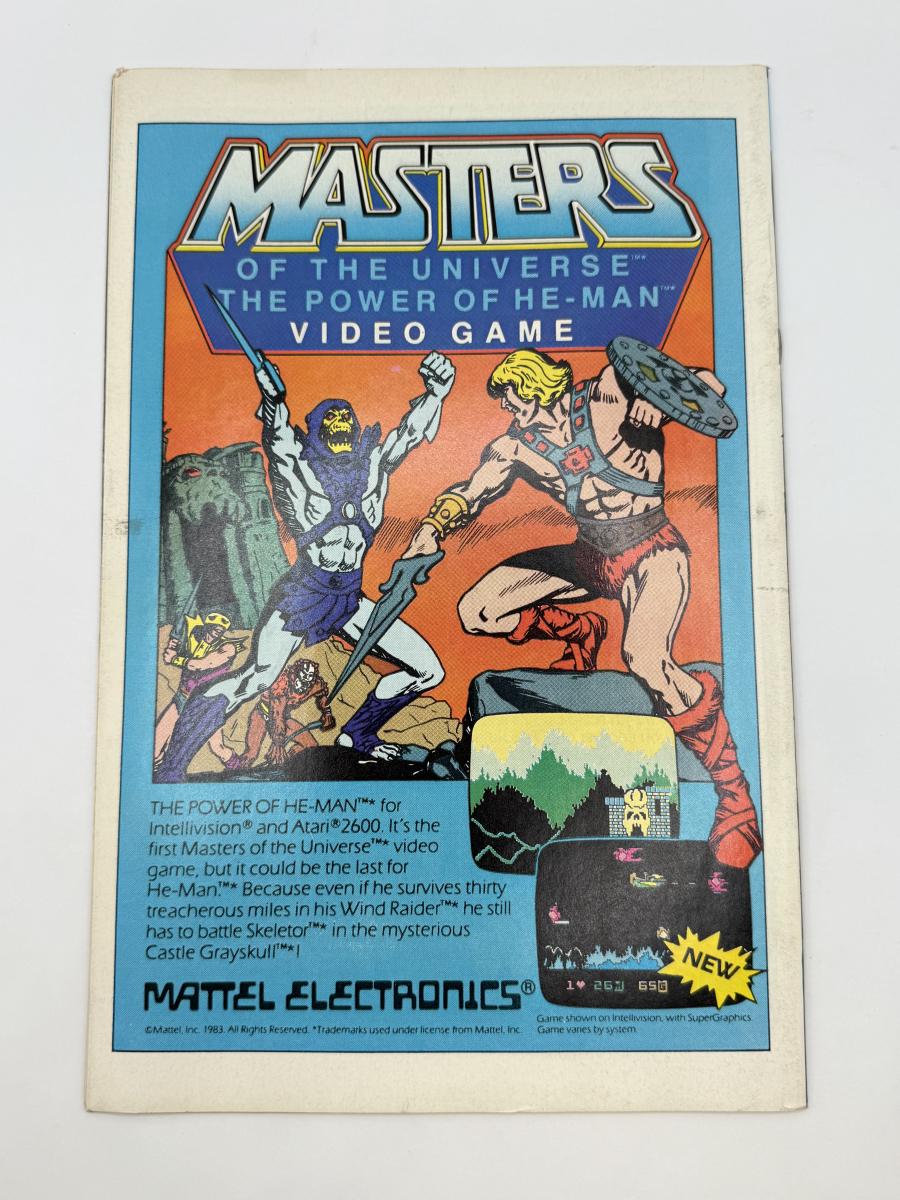 MASTERS
OF THE UNIVERSE™*
THE POWER OF HE-MAN™*
VIDEO GAME
THE POWER OF HE-MAN™* for
Intellivision® and Atari® 2600. It's the
first Masters of the Universe™* video
game, but it could be the last for
He-Man!™* Because even if he survives thirty
treacherous miles in his Wind Raider™* he still
has to battle Skeletor™* in the mysterious
Castle Grayskull™*!
NEW
MATTEL ELECTRONICS®
©Mattel, Inc. 1983. All Rights Reserved. *Trademarks used under license from Mattel, Inc.
Game shown on Intellivision, with SuperGraphics.
Game varies by system.